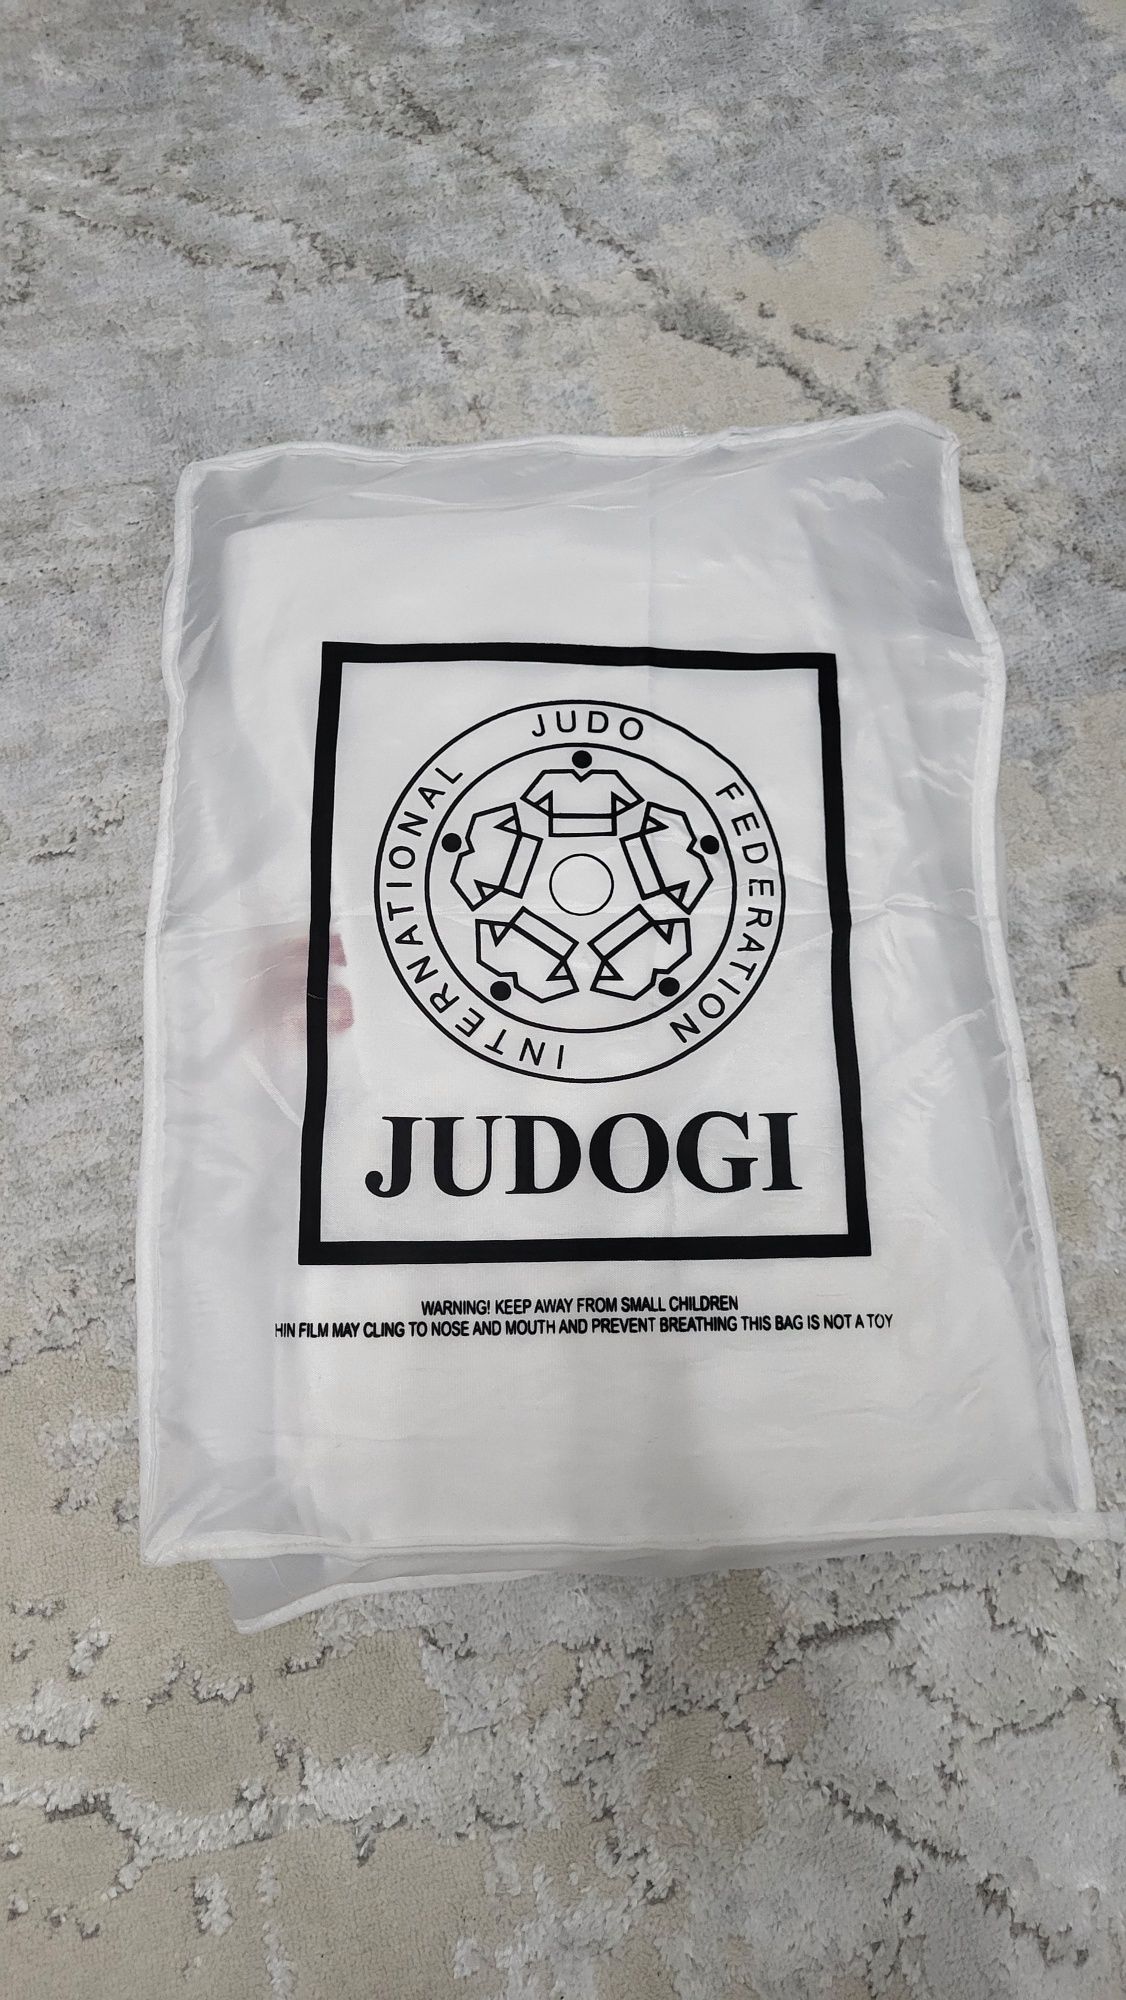 INTERNATIONAL JUDO FEDERATION
JUDOGI
WARNING! KEEP AWAY FROM SMALL CHILDREN
HIN FILM MAY CLING TO NOSE AND MOUTH AND PREVENT BREATHING THIS BAG IS NOT A TOY